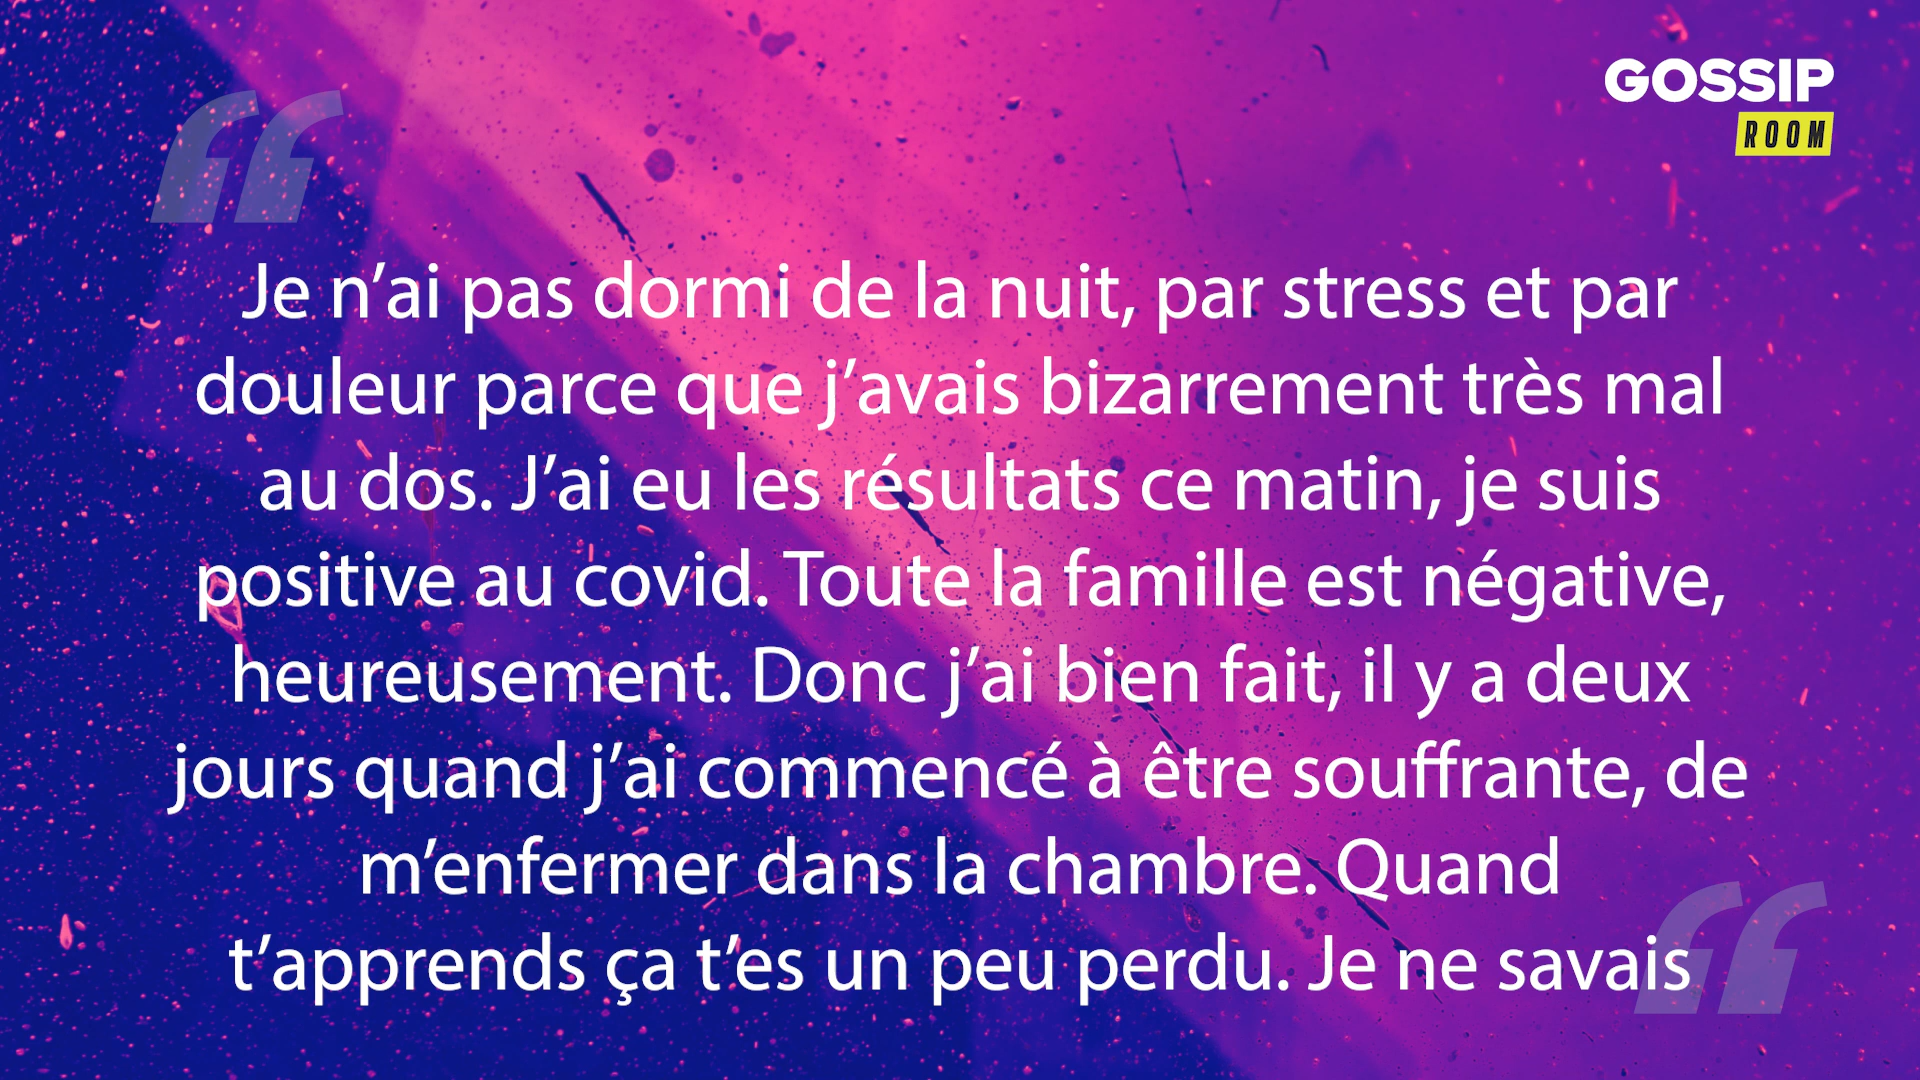 GOSSIP
ROOM
“
Je n’ai pas dormi de la nuit, par stress et par
douleur parce que j’avais bizarrement très mal
au dos. J’ai eu les résultats ce matin, je suis
positive au covid. Toute la famille est négative,
heureusement. Donc j’ai bien fait, il y a deux
jours quand j’ai commencé à être souffrante, de
m’enfermer dans la chambre. Quand
t’apprends ça t’es un peu perdu. Je ne savais
“